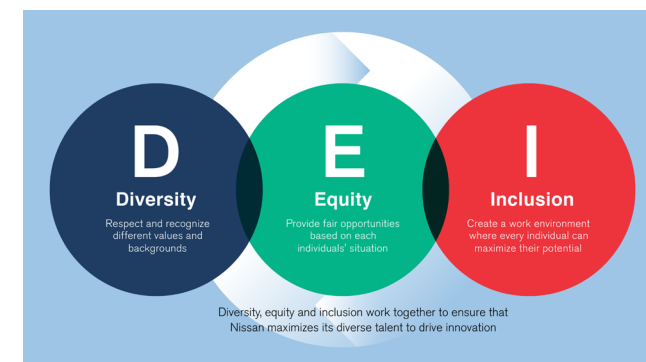 D
Diversity
Respect and recognize
different values and
backgrounds
E
Equity
Provide fair opportunities
based on each
individuals' situation
I
Inclusion
Create a work environment
where every individual can
maximize their potential
Diversity, equity and inclusion work together to ensure that
Nissan maximizes its diverse talent to drive innovation